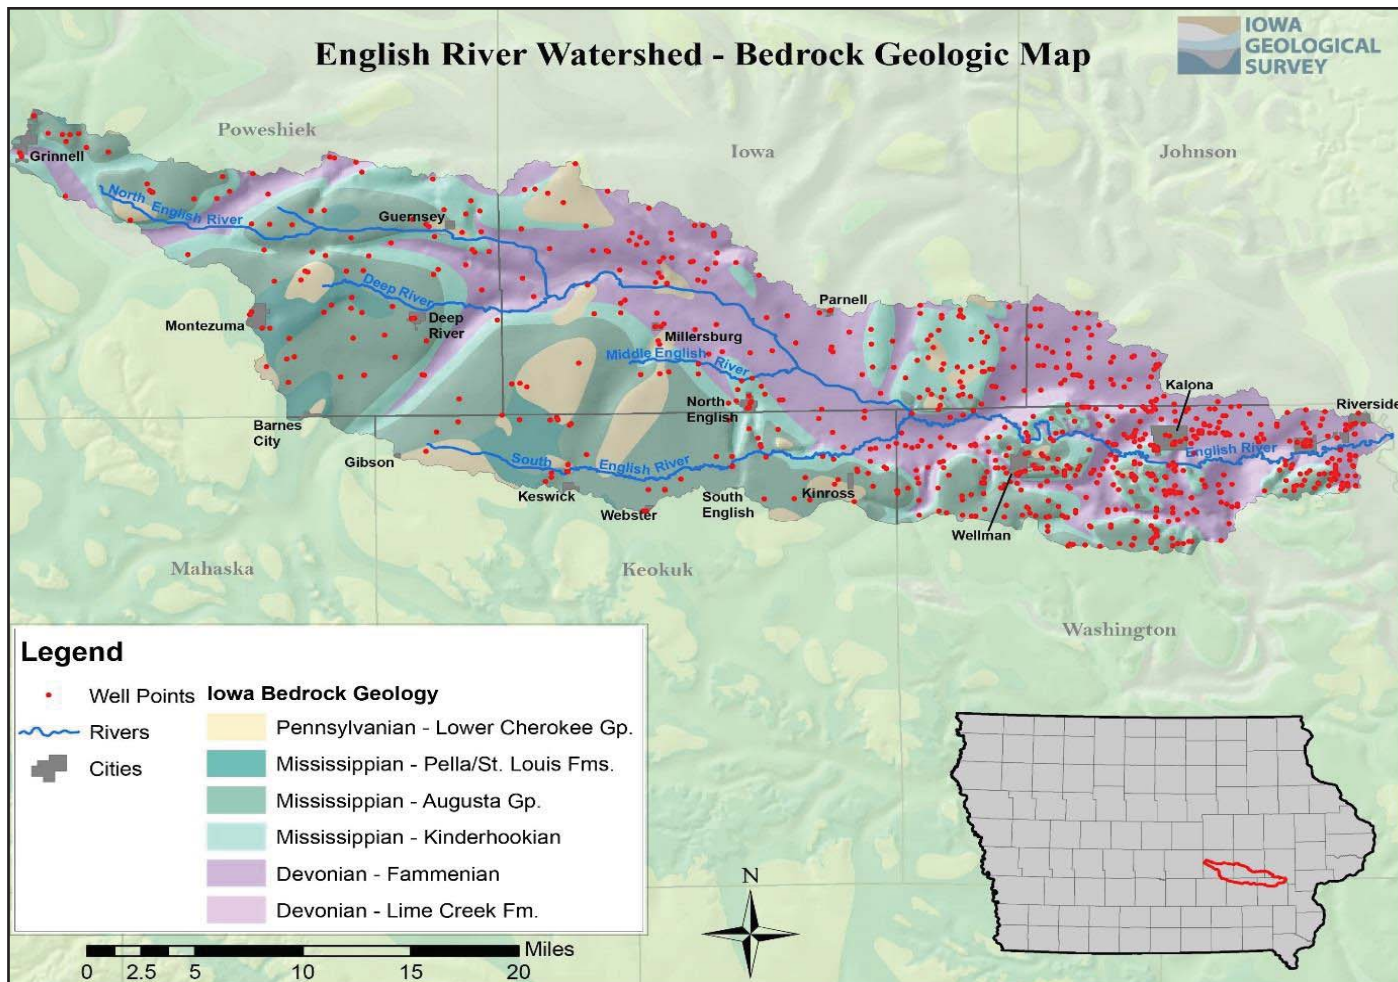 English River Watershed - Bedrock Geologic Map
IOWA
GEOLOGICAL
SURVEY
Poweshiek
Iowa
Johnson
Grinnell
North English River
Guernsey
Deep River
Montezuma
Deep
River
Parnell
Millersburg
Middle English River
Kalona
North
English
Riverside
Barnes
City
English River
Gibson
South English River
Keswick
Webster
South
English
Kinross
Wellman
Mahaska
Keokuk
Washington
Legend
Well Points
Rivers
Cities
Iowa Bedrock Geology
Pennsylvanian - Lower Cherokee Gp.
Mississippian - Pella/St. Louis Fms.
Mississippian - Augusta Gp.
Mississippian - Kinderhookian
Devonian - Fammenian
Devonian - Lime Creek Fm.
N
Miles
0 2.5 5 10 15 20